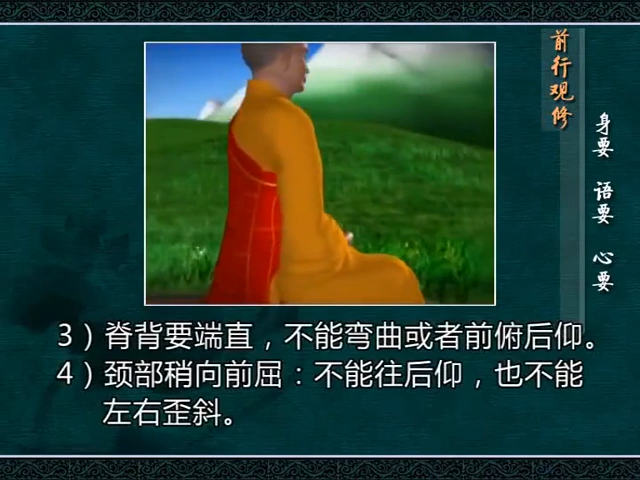 前行观修
身要 语要 心要
3）脊背要端直，不能弯曲或者前俯后仰。
4）颈部稍向前屈：不能往后仰，也不能
左右歪斜。